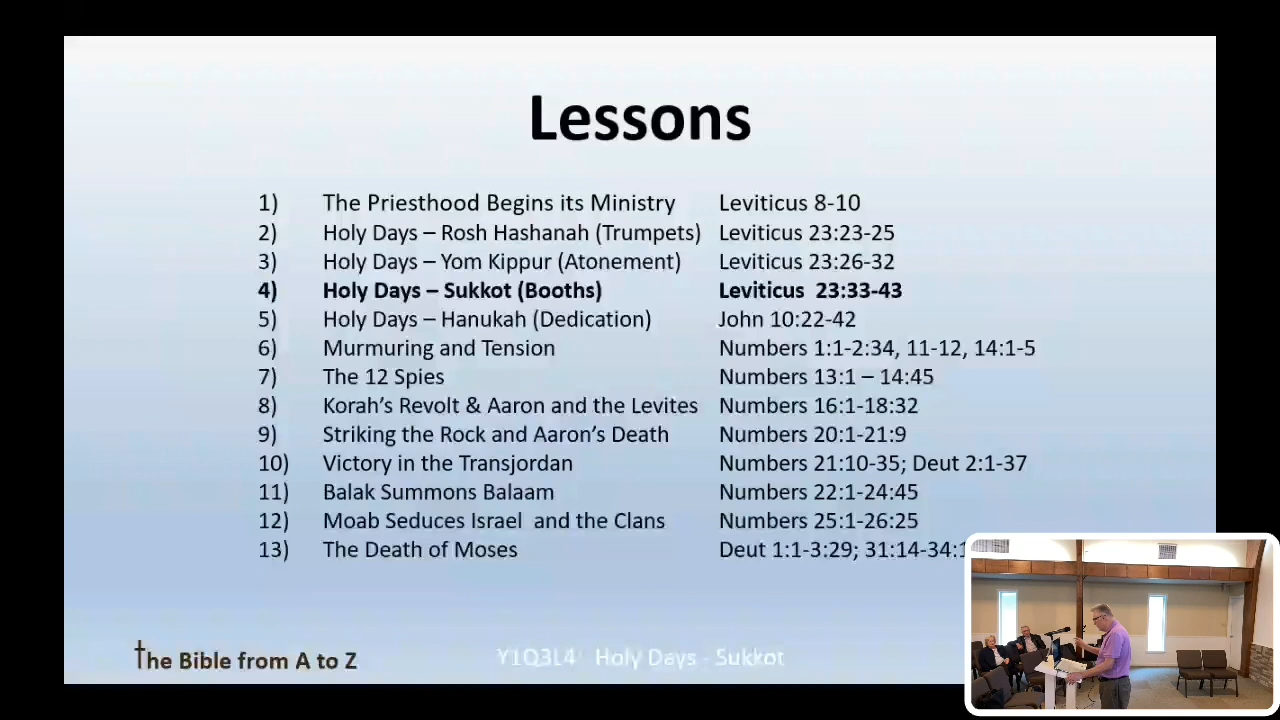 Lessons
1) The Priesthood Begins its Ministry Leviticus 8-10
2) Holy Days – Rosh Hashanah (Trumpets) Leviticus 23:23-25
3) Holy Days – Yom Kippur (Atonement) Leviticus 23:26-32
4) Holy Days – Sukkot (Booths) Leviticus 23:33-43
5) Holy Days – Hanukah (Dedication) John 10:22-42
6) Murmuring and Tension Numbers 1:1-2:34, 11-12, 14:1-5
7) The 12 Spies Numbers 13:1 – 14:45
8) Korah's Revolt & Aaron and the Levites Numbers 16:1-18:32
9) Striking the Rock and Aaron's Death Numbers 20:1-21:9
10) Victory in the Transjordan Numbers 21:10-35; Deut 2:1-37
11) Balak Summons Balaam Numbers 22:1-24:45
12) Moab Seduces Israel and the Clans Numbers 25:1-26:25
13) The Death of Moses Deut 1:1-3:29; 31:14-34:1
The Bible from A to Z
Y1Q3L4 Holy Days - Sukkot